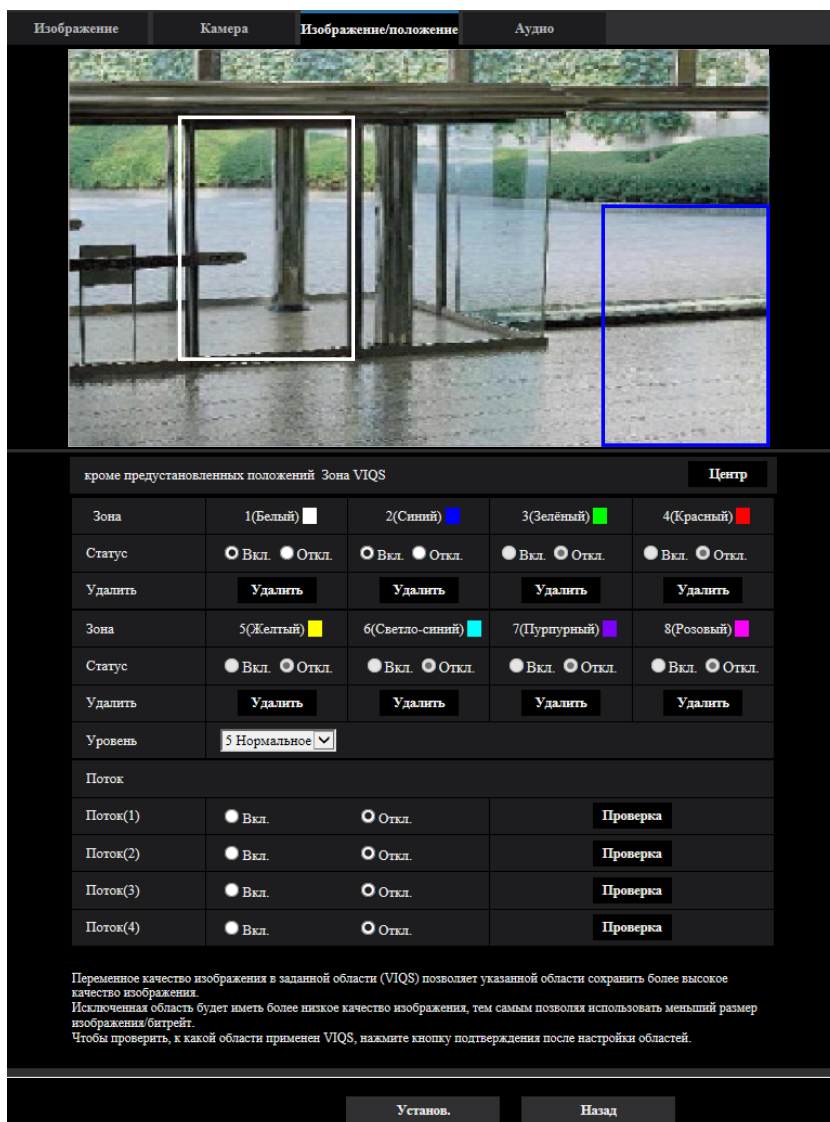 Изображение Камера Изображение/положение Аудио
кроме предустановленных положений Зона VIQS Центр
Зона 1(Белый) 2(Синий) 3(Зелёный) 4(Красный)
Статус Вкл. Откл. Вкл. Откл. Вкл. Откл. Вкл. Откл.
Удалить Удалить Удалить Удалить Удалить
Зона 5(Желтый) 6(Светло-синий) 7(Пурпурный) 8(Розовый)
Статус Вкл. Откл. Вкл. Откл. Вкл. Откл. Вкл. Откл.
Удалить Удалить Удалить Удалить Удалить
Уровень 5 Нормальное
Поток
Поток(1) Вкл. Откл. Проверка
Поток(2) Вкл. Откл. Проверка
Поток(3) Вкл. Откл. Проверка
Поток(4) Вкл. Откл. Проверка
Переменное качество изображения в заданной области (VIQS) позволяет указанной области сохранить более высокое
качество изображения.
Исключенная область будет иметь более низкое качество изображения, тем самым позволяя использовать меньший размер
изображения/битрейт.
Чтобы проверить, к какой области применен VIQS, нажмите кнопку подтверждения после настройки областей.
Установ. Назад